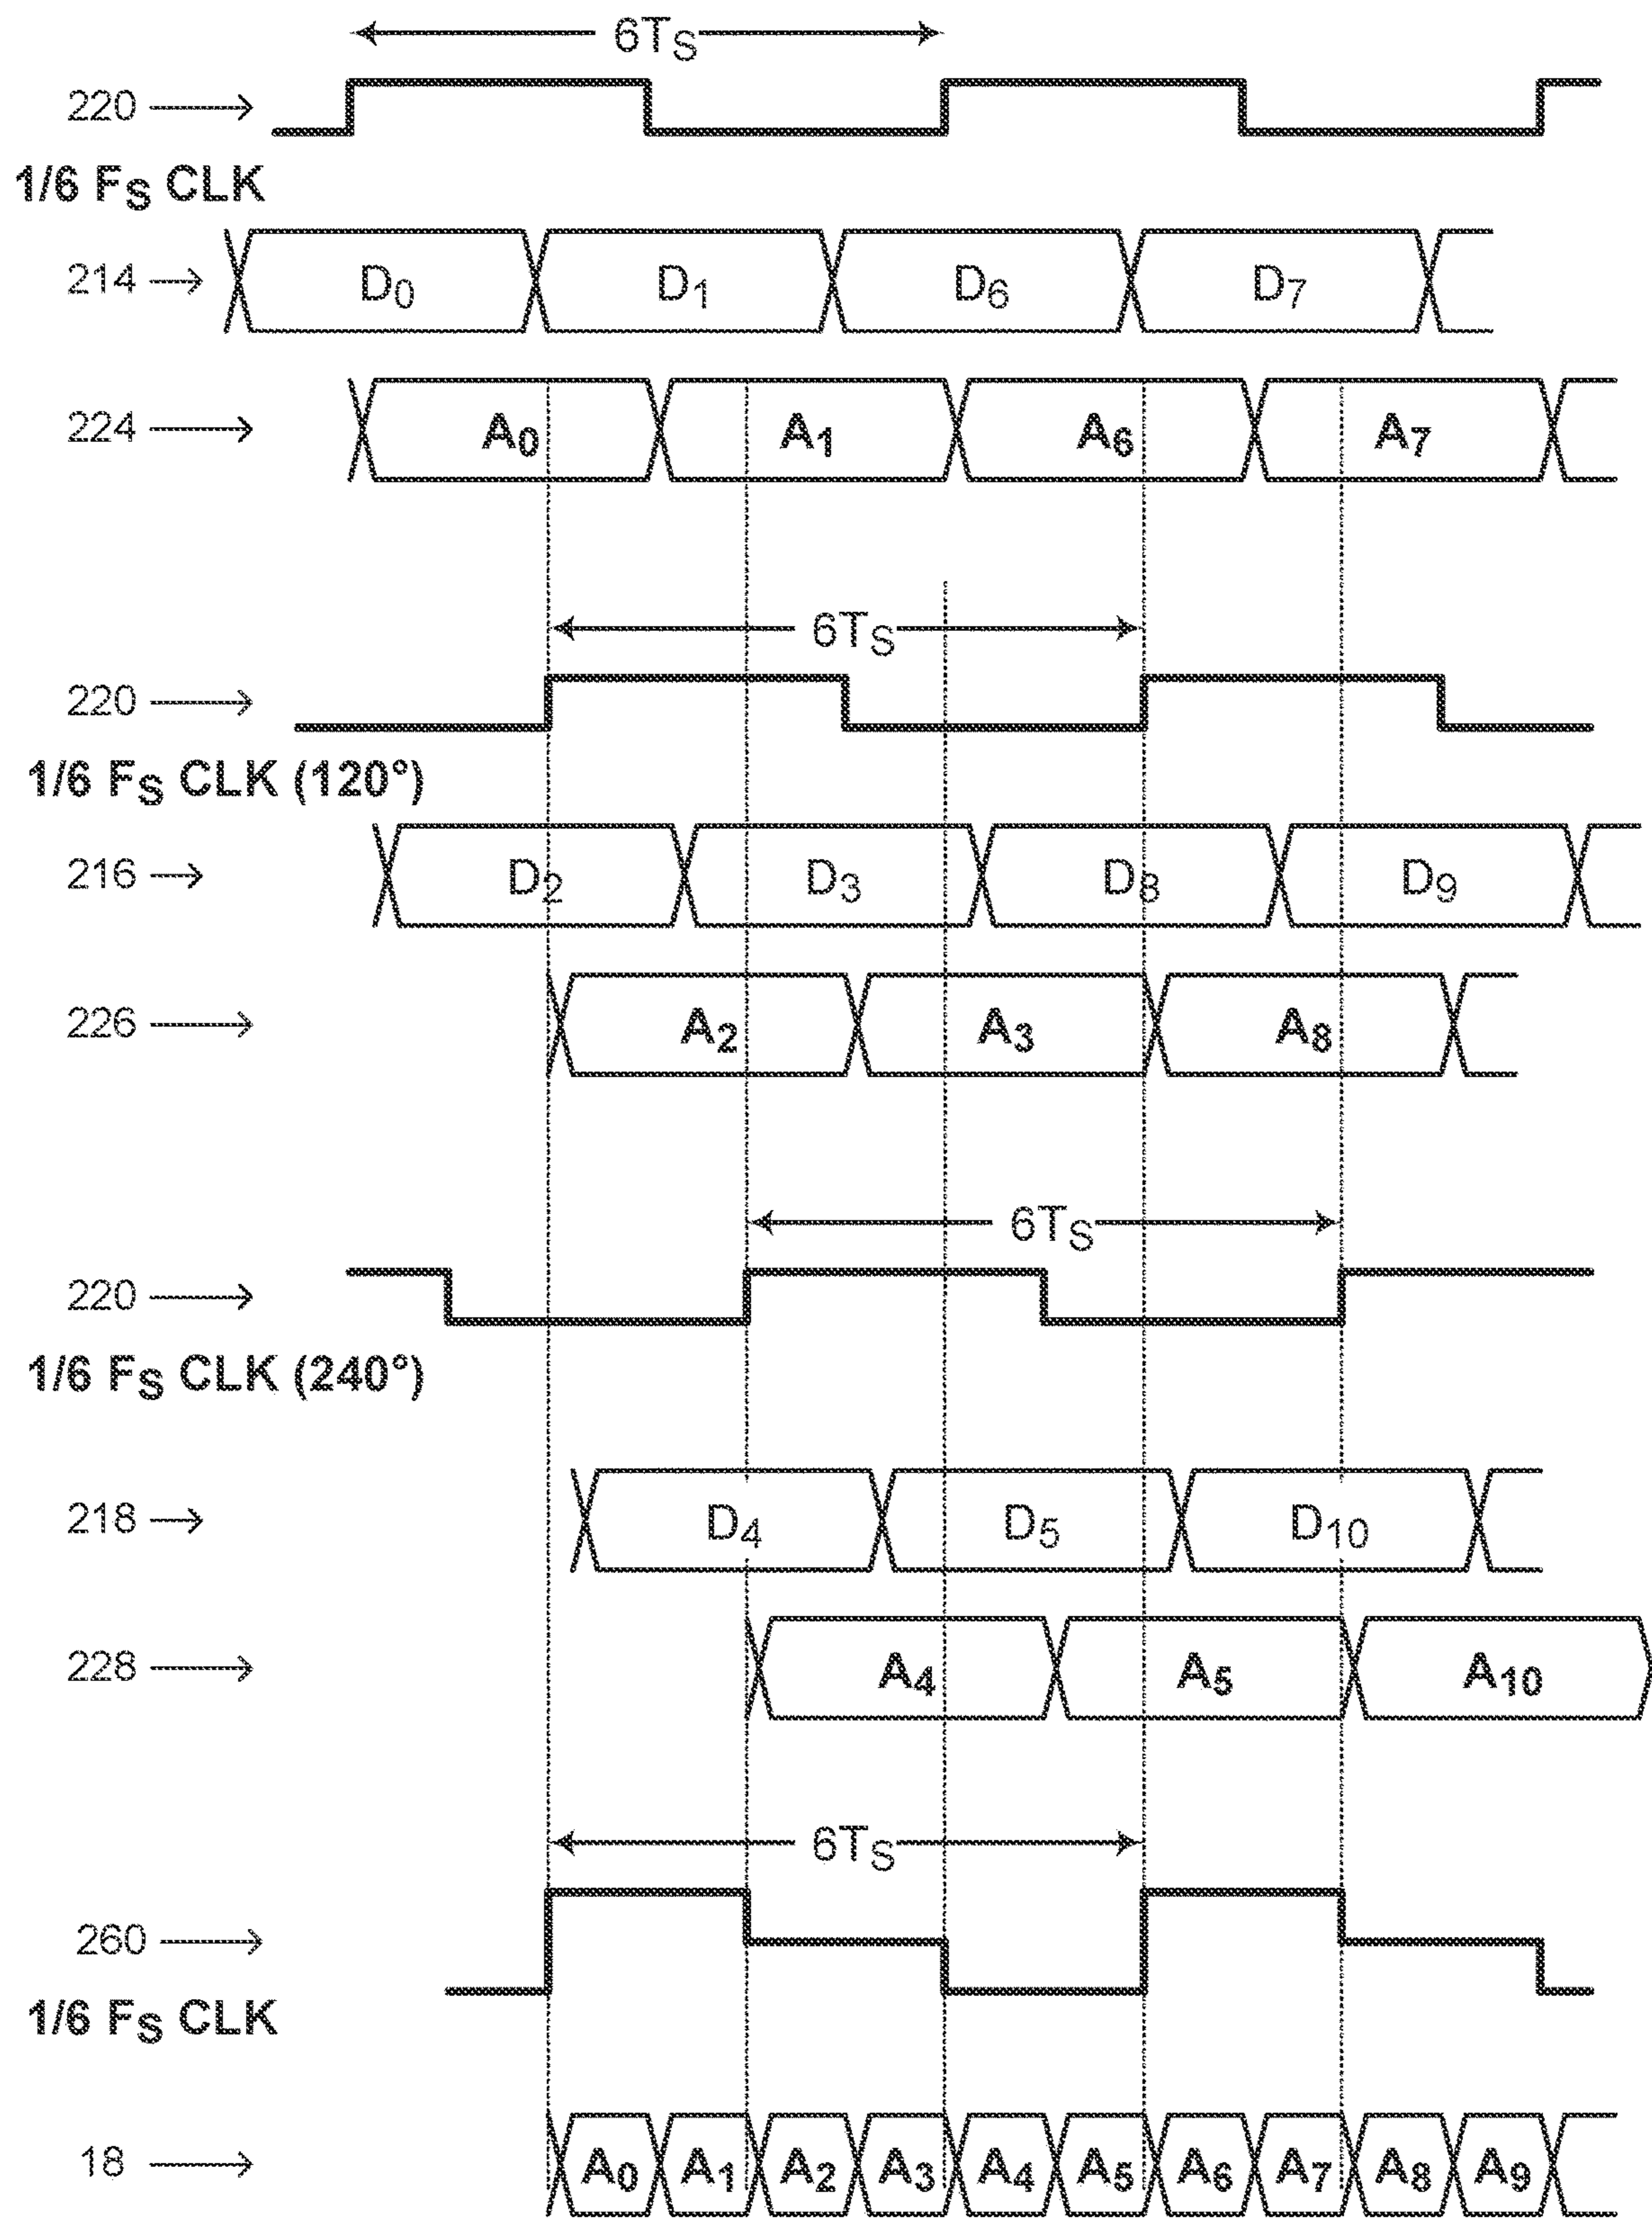 6TS
220
1/6 FS CLK
214 D0 D1 D6 D7
224 A0 A1 A6 A7
6TS
220
1/6 FS CLK (120°)
216 D2 D3 D8 D9
226 A2 A3 A8
6TS
220
1/6 FS CLK (240°)
218 D4 D5 D10
228 A4 A5 A10
6TS
260
1/6 FS CLK
18 A0 A1 A2 A3 A4 A5 A6 A7 A8 A9